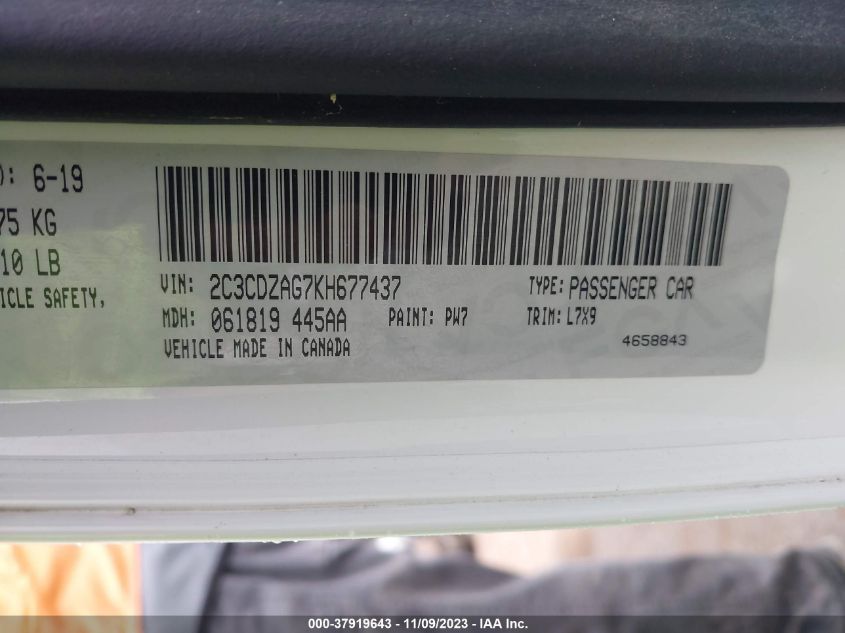 ): 6-19
75 KG
10 LB
ICLE SAFETY,
VIN: 2C3CDZAG7KH677437 TYPE: PASSENGER CAR
MDH: 061819 445AA PAINT: PW7 TRIM: L7X9
VEHICLE MADE IN CANADA 4658843
000-37919643 - 11/09/2023 - IAA Inc.